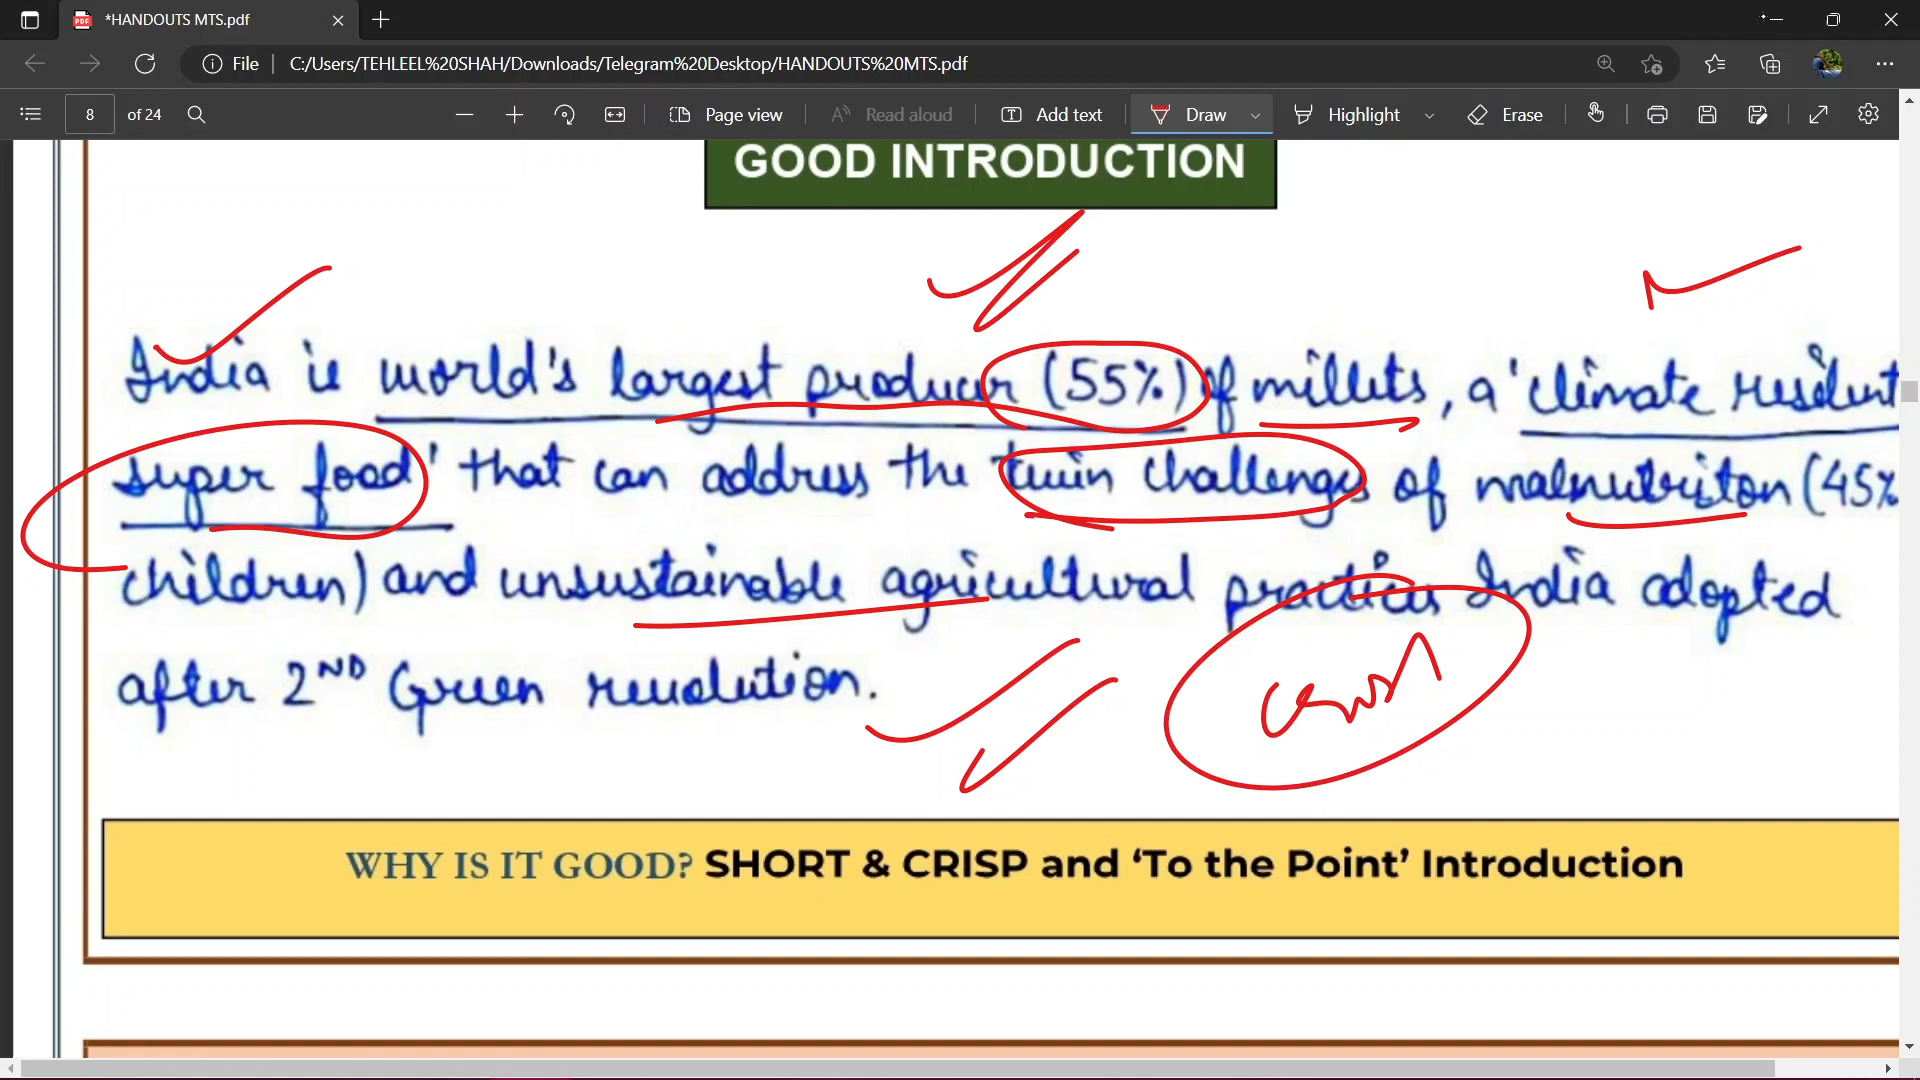 *HANDOUTS MTS.pdf
File C:/Users/TEHLEEL%20SHAH/Downloads/Telegram%20Desktop/HANDOUTS%20MTS.pdf
8 of 24 Page view Read aloud Add text Draw Highlight Erase
GOOD INTRODUCTION
India is world's largest producer (55%) of millets, a 'climate resilient
super food' that can address the twin challenges of malnutriton (45%
children) and unsustainable agricultural practices India adopted
after 2ND Green revolution.
WHY IS IT GOOD? SHORT & CRISP and ‘To the Point’ Introduction